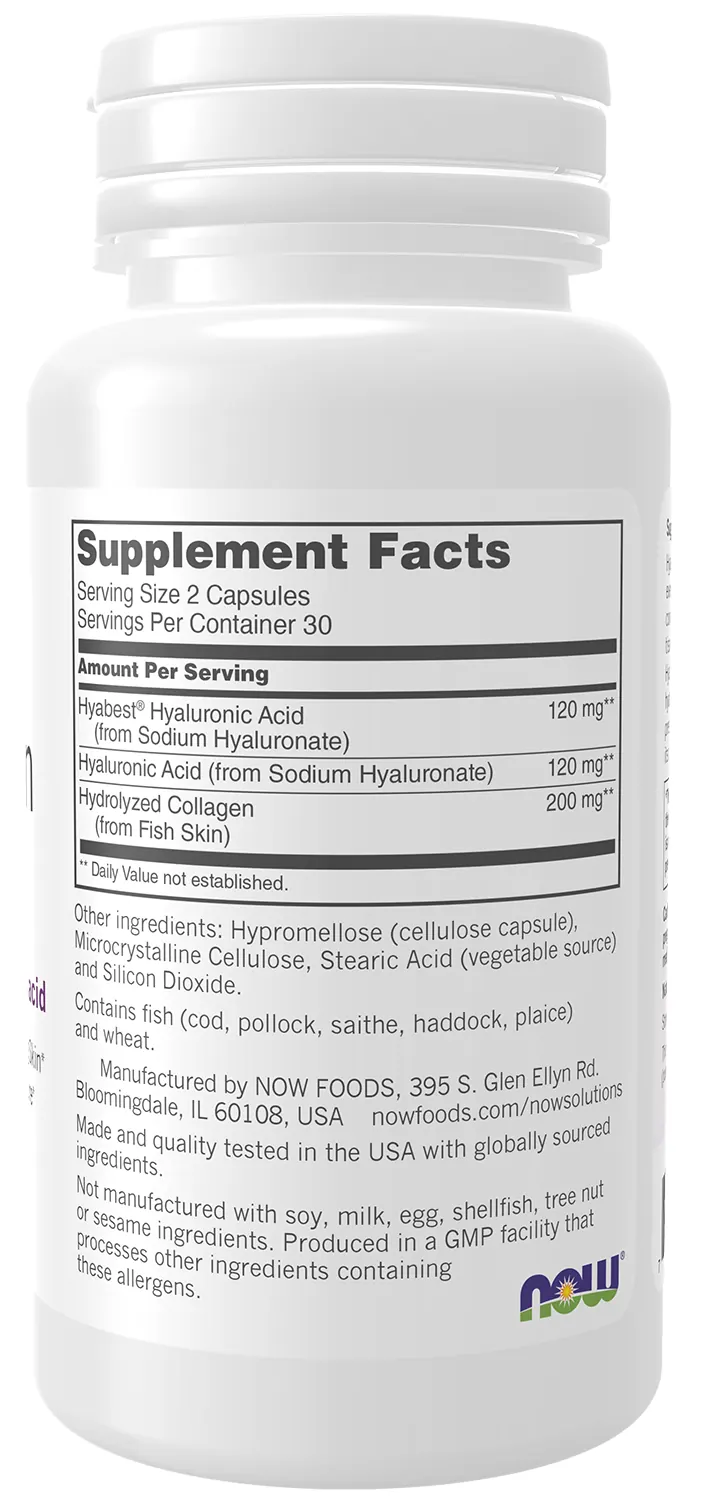 Supplement Facts
Serving Size 2 Capsules
Servings Per Container 30
Amount Per Serving
Hyabest® Hyaluronic Acid 120 mg**
(from Sodium Hyaluronate)
Hyaluronic Acid (from Sodium Hyaluronate) 120 mg**
Hydrolyzed Collagen 200 mg**
(from Fish Skin)
** Daily Value not established.
Other ingredients: Hypromellose (cellulose capsule),
Microcrystalline Cellulose, Stearic Acid (vegetable source)
and Silicon Dioxide.
Contains fish (cod, pollock, saithe, haddock, plaice)
and wheat.
Manufactured by NOW FOODS, 395 S. Glen Ellyn Rd.
Bloomingdale, IL 60108, USA nowfoods.com/nowsolutions
Made and quality tested in the USA with globally sourced
ingredients.
Not manufactured with soy, milk, egg, shellfish, tree nut
or sesame ingredients. Produced in a GMP facility that
processes other ingredients containing
these allergens.
now®
acid
Skin†